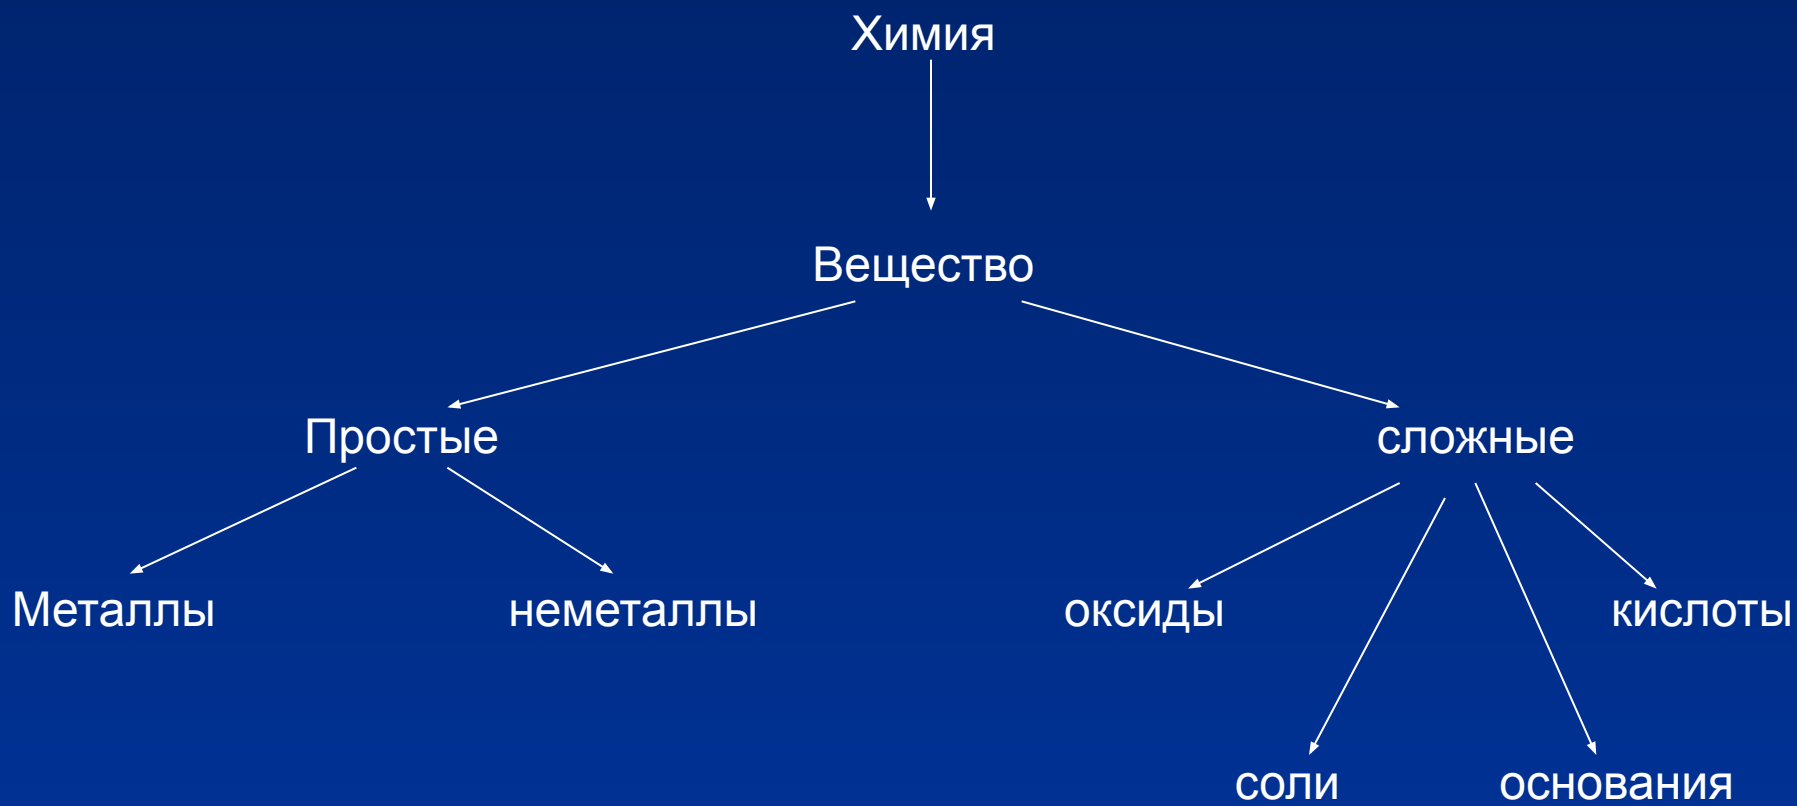 Химия
Вещество
Простые
сложные
Металлы
неметаллы
оксиды
кислоты
соли
основания